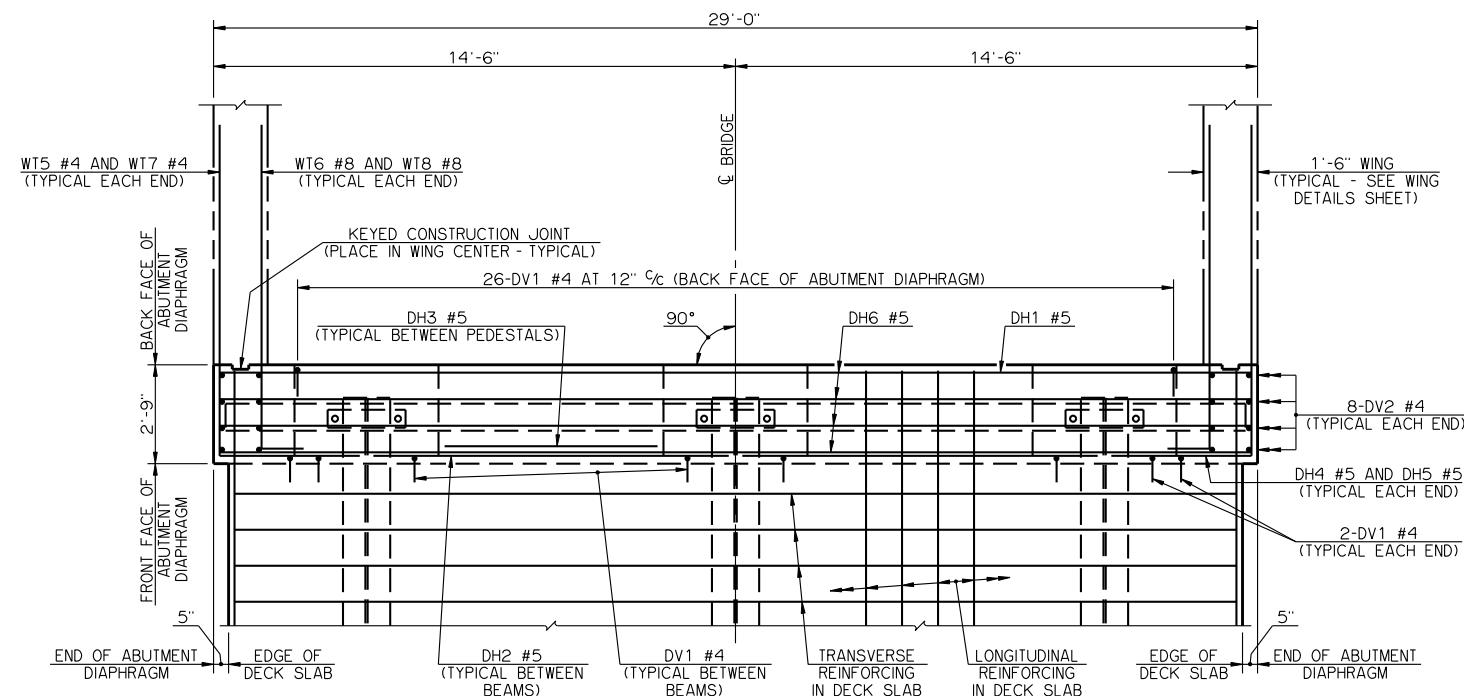 29'-0"
14'-6"
14'-6"
℄ BRIDGE
WT5 #4 AND WT7 #4
(TYPICAL EACH END)
WT6 #8 AND WT8 #8
(TYPICAL EACH END)
1'-6" WING
(TYPICAL - SEE WING
DETAILS SHEET)
KEYED CONSTRUCTION JOINT
(PLACE IN WING CENTER - TYPICAL)
BACK FACE OF
ABUTMENT
DIAPHRAGM
26-DV1 #4 AT 12" C/c (BACK FACE OF ABUTMENT DIAPHRAGM)
DH3 #5
(TYPICAL BETWEEN PEDESTALS)
90°
DH6 #5
DH1 #5
2'-9"
8-DV2 #4
(TYPICAL EACH END)
DH4 #5 AND DH5 #5
(TYPICAL EACH END)
FRONT FACE OF
ABUTMENT
DIAPHRAGM
2-DV1 #4
(TYPICAL EACH END)
5"
5"
END OF ABUTMENT
DIAPHRAGM
EDGE OF
DECK SLAB
DH2 #5
(TYPICAL BETWEEN
BEAMS)
DV1 #4
(TYPICAL BETWEEN
BEAMS)
TRANSVERSE
REINFORCING
IN DECK SLAB
LONGITUDINAL
REINFORCING
IN DECK SLAB
EDGE OF
DECK SLAB
END OF ABUTMENT
DIAPHRAGM